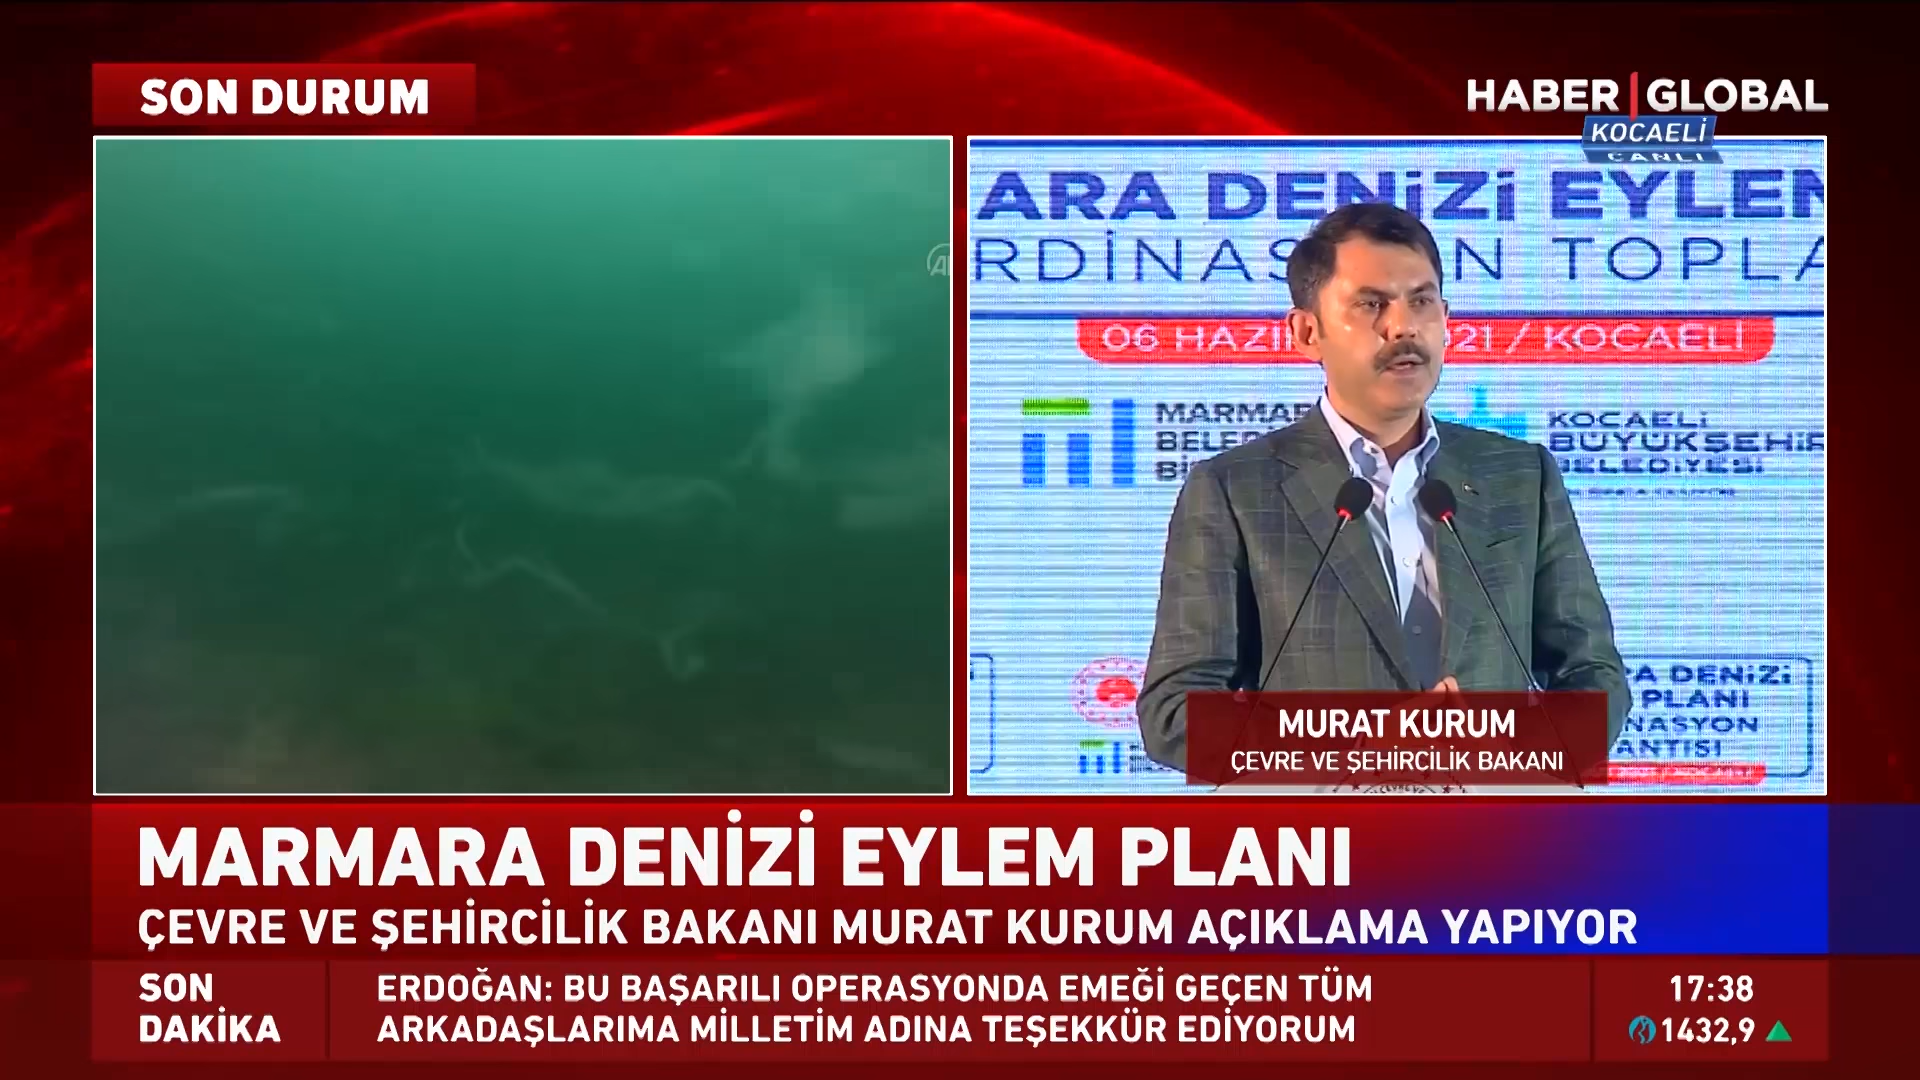 SON DURUM
HABER GLOBAL
KOCAELİ
CANLI
ARA DENİZİ EYLEM
RDİNAS N TOPLA
06 HAZİ 21 / KOCAELİ
MARMAR
BELEDİ
Bİ
KOCAELİ
BÜYÜKŞEHİR
BELEDİYESİ
A DENİZİ
PLANI
NASYON
ANTISI
MURAT KURUM
ÇEVRE VE ŞEHİRCİLİK BAKANI
MARMARA DENİZİ EYLEM PLANI
ÇEVRE VE ŞEHİRCİLİK BAKANI MURAT KURUM AÇIKLAMA YAPIYOR
SON
DAKİKA
ERDOĞAN: BU BAŞARILI OPERASYONDA EMEĞİ GEÇEN TÜM
ARKADAŞLARIMA MİLLETİM ADINA TEŞEKKÜR EDİYORUM
17:38
1432,9